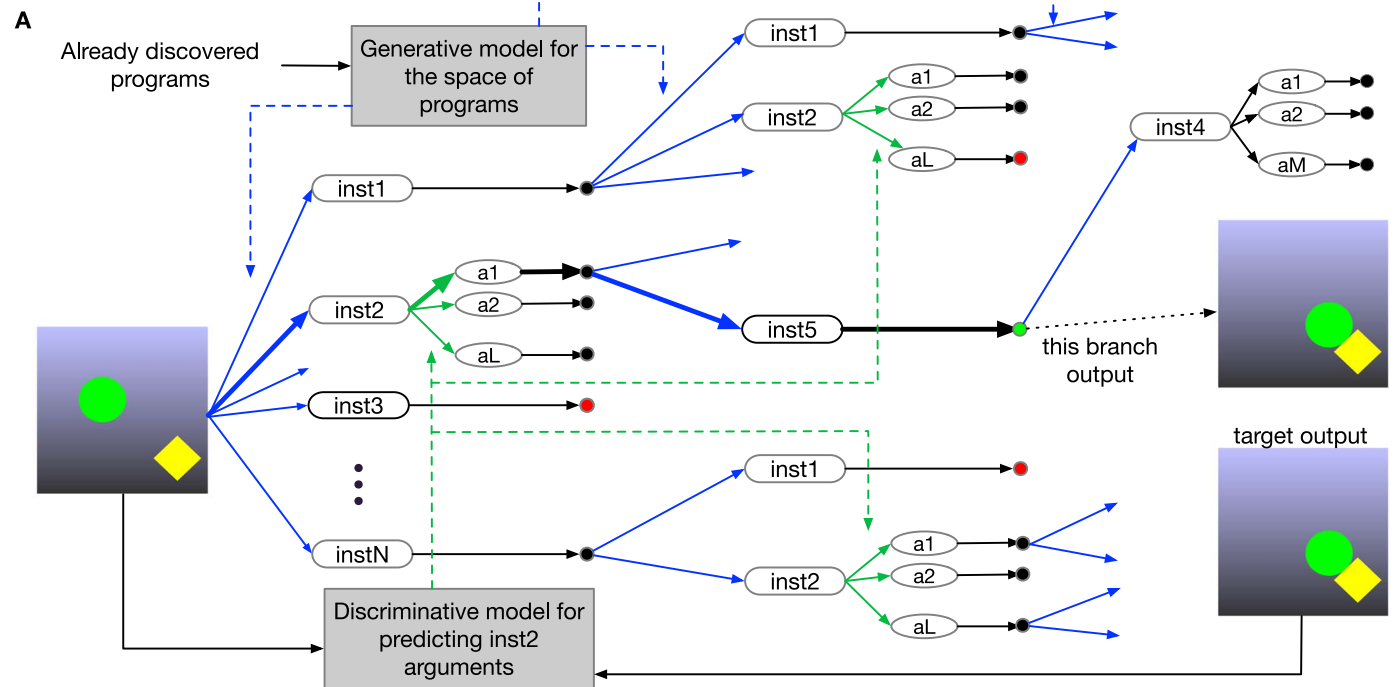 A
Already discovered
programs
Generative model for
the space of
programs
inst1
inst2
a1
a2
aL
inst4
a1
a2
aM
inst1
inst2
a1
a2
aL
inst5
this branch
output
inst3
target output
instN
inst1
inst2
a1
a2
aL
Discriminative model for
predicting inst2
arguments